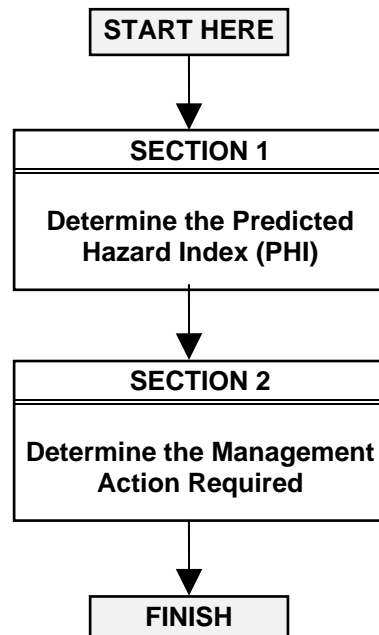 START HERE
SECTION 1
Determine the Predicted
Hazard Index (PHI)
SECTION 2
Determine the Management
Action Required
FINISH